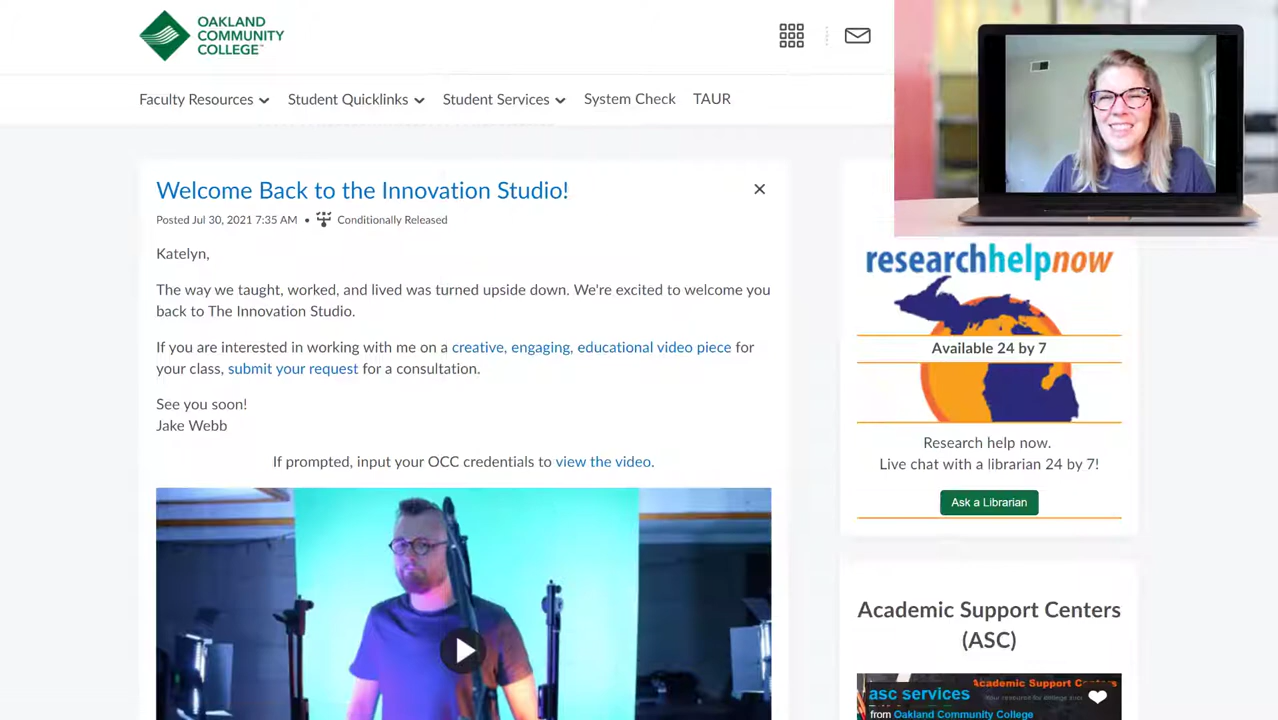 OAKLAND
COMMUNITY
COLLEGE™
Faculty Resources
Student Quicklinks
Student Services
System Check
TAUR
Welcome Back to the Innovation Studio!
Posted Jul 30, 2021 7:35 AM • Conditionally Released
Katelyn,
The way we taught, worked, and lived was turned upside down. We're excited to welcome you
back to The Innovation Studio.
If you are interested in working with me on a creative, engaging, educational video piece for
your class, submit your request for a consultation.
See you soon!
Jake Webb
If prompted, input your OCC credentials to view the video.
researchhelpnow
Available 24 by 7
Research help now.
Live chat with a librarian 24 by 7!
Ask a Librarian
Academic Support Centers
(ASC)
Academic Support Centers
asc services
from Oakland Community College